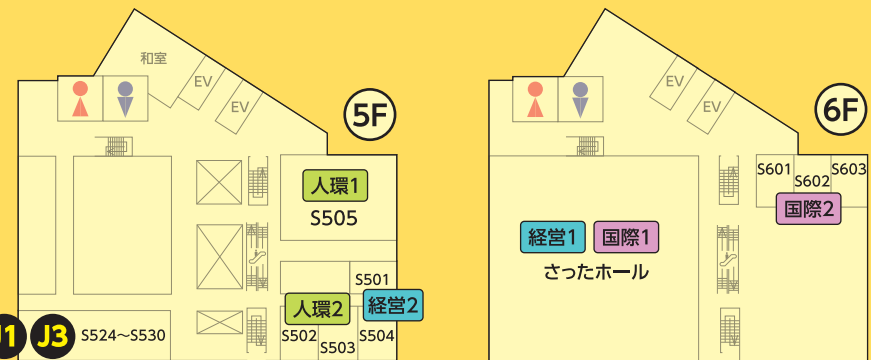 和室
EV
EV
5F
人環1
S505
S501
人環2
経営2
S502
S503
S504
J1
J3
S524～S530
EV
EV
6F
S601
S602
S603
国際2
経営1
国際1
さったホール